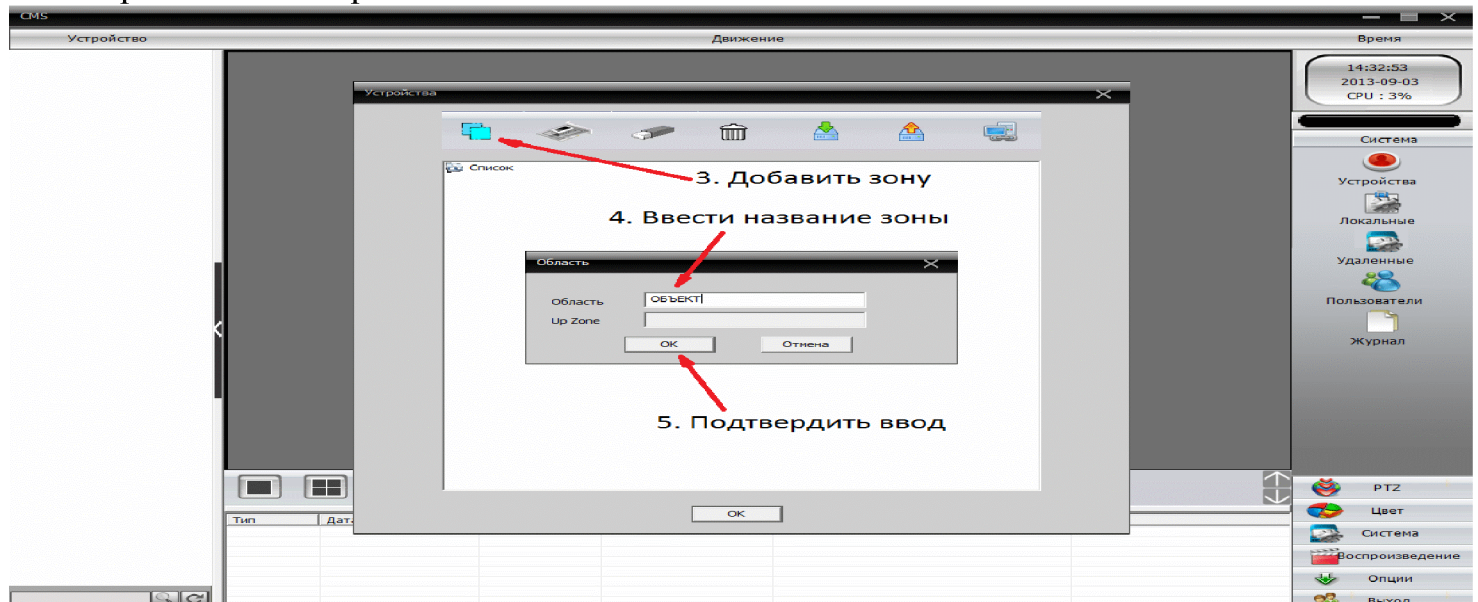 CMS
Устройство Движение Время
14:32:53
2013-09-03
CPU : 3%
Устройства
Система
Список
3. Добавить зону
Устройства
4. Ввести название зоны
Локальные
Область
Удаленные
Область ОБЪЕКТ
Up Zone
Пользователи
OK Отмена
Журнал
5. Подтвердить ввод
OK
PTZ
Тип Дат
Цвет
Система
Воспроизведение
Опции
Выход